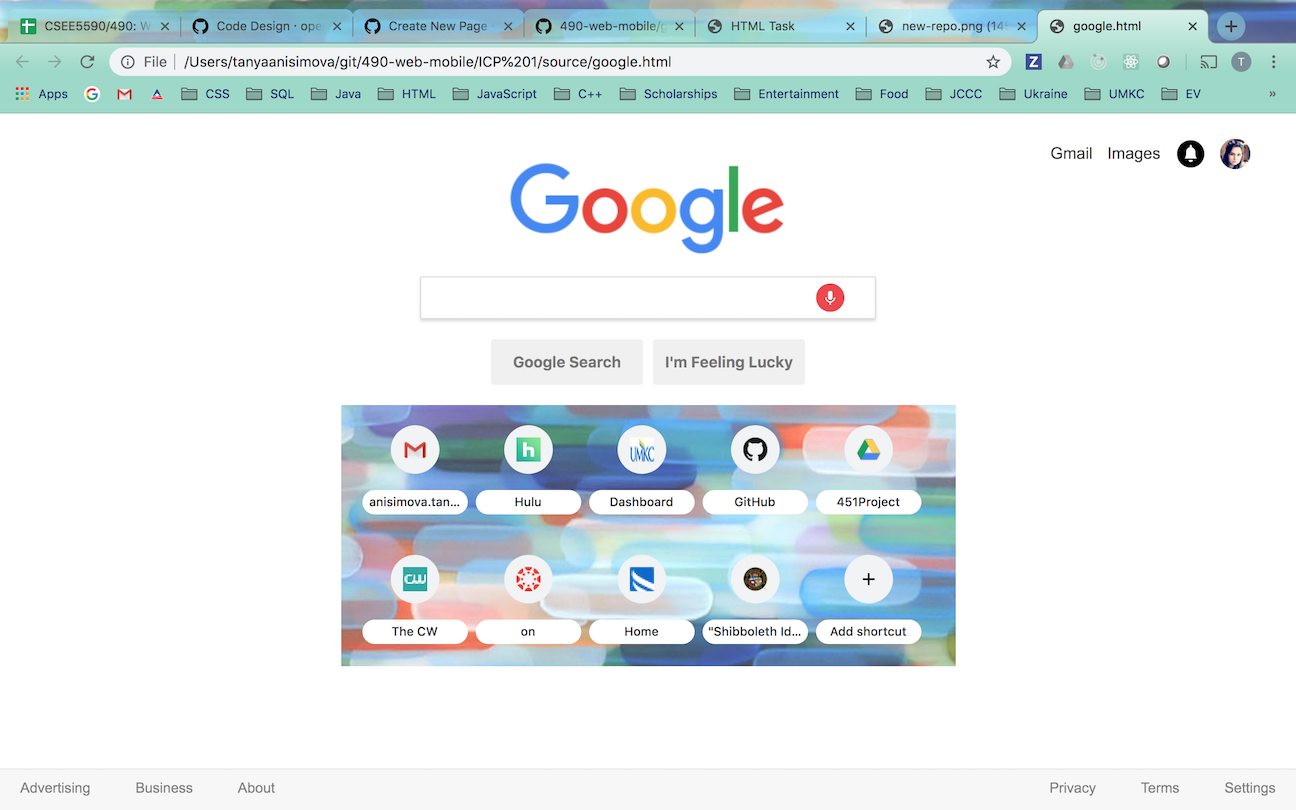 CSEE5590/490: W
Code Design · ope
Create New Page
490-web-mobile/g
HTML Task
new-repo.png (14
google.html
File
/Users/tanyaanisimova/git/490-web-mobile/ICP%201/source/google.html
Z
T
Apps
CSS
SQL
Java
HTML
JavaScript
C++
Scholarships
Entertainment
Food
JCCC
Ukraine
UMKC
EV
»
Gmail
Images
Google
Google Search
I'm Feeling Lucky
h
UMKC
anisimova.tan...
Hulu
Dashboard
GitHub
451Project
CW
The CW
on
Home
"Shibboleth Id...
Add shortcut
Advertising
Business
About
Privacy
Terms
Settings